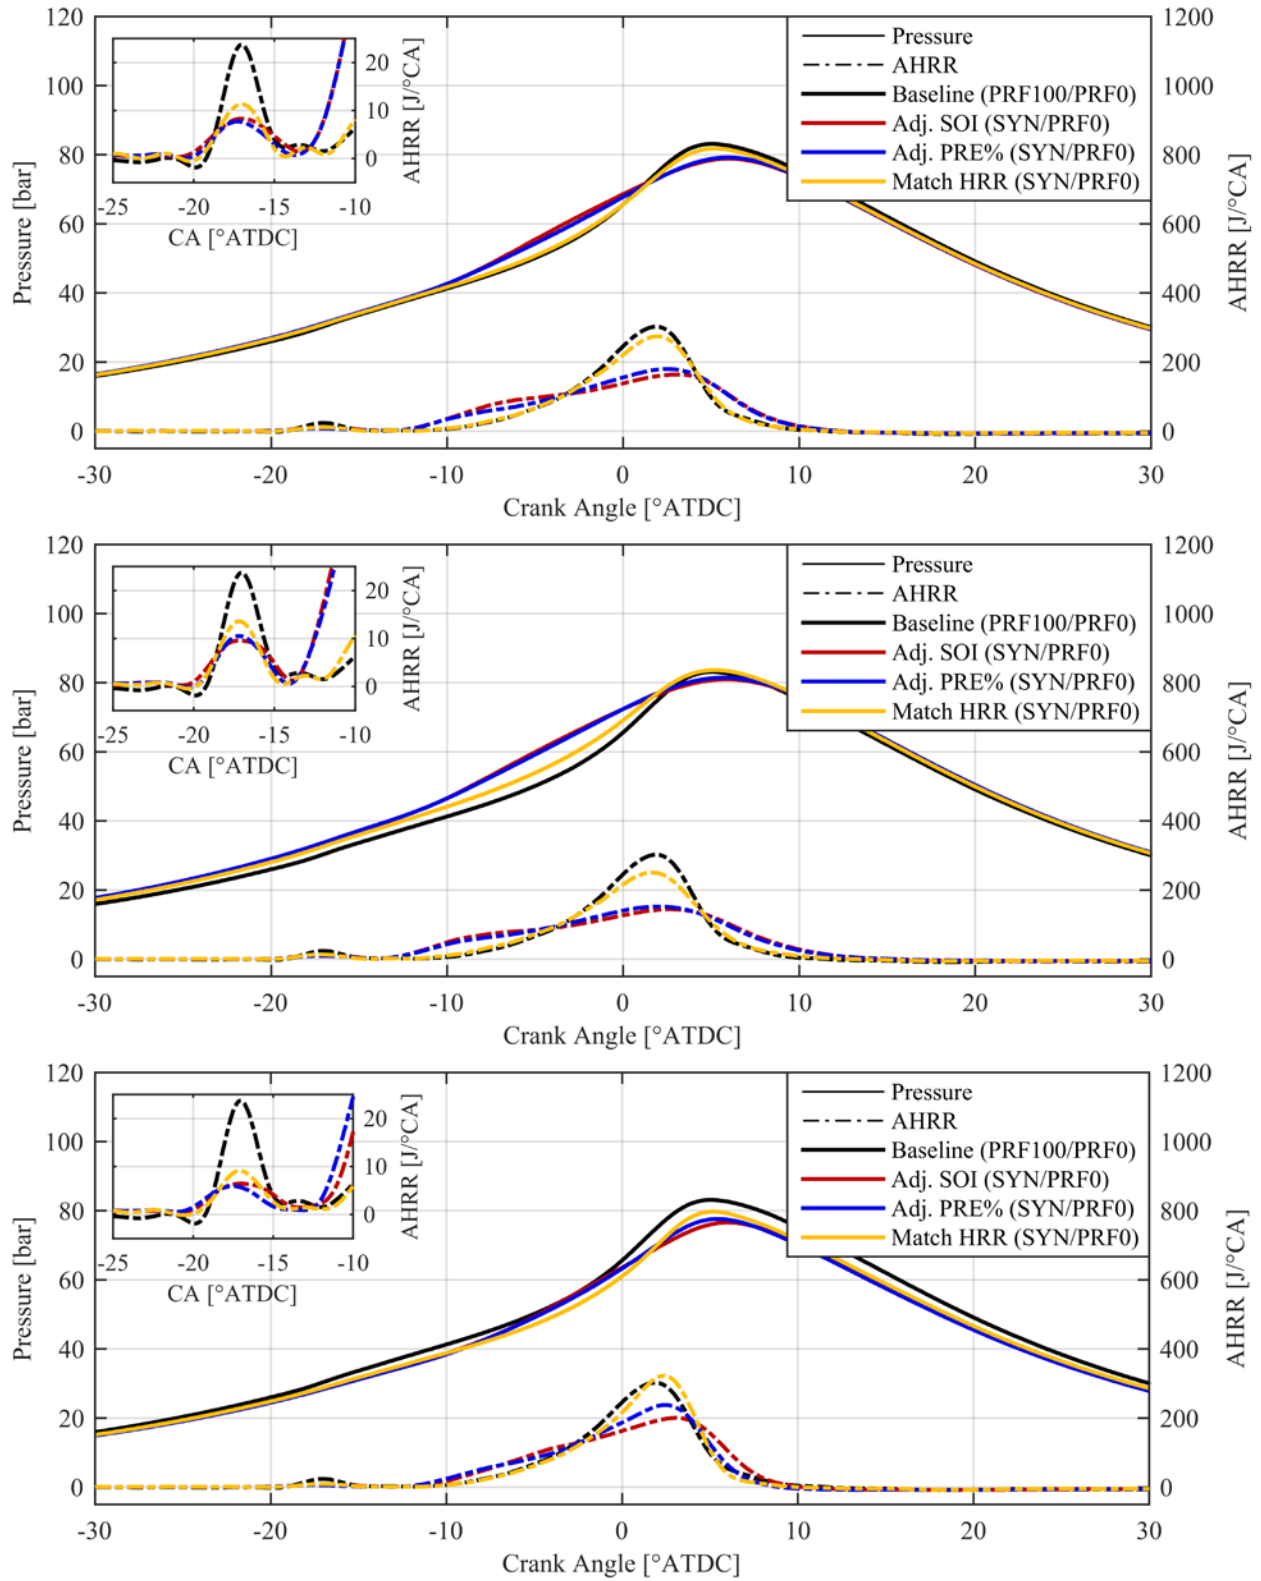 120
100
80
60
40
20
0
Pressure [bar]
-30
-20
-10
0
10
20
30
Crank Angle [°ATDC]
1200
1000
800
600
400
200
0
AHRR [J/°CA]
20
10
0
AHRR [J/°CA]
-25
-20
-15
-10
CA [°ATDC]
Pressure
AHRR
Baseline (PRF100/PRF0)
Adj. SOI (SYN/PRF0)
Adj. PRE% (SYN/PRF0)
Match HRR (SYN/PRF0)
120
100
80
60
40
20
0
Pressure [bar]
-30
-20
-10
0
10
20
30
Crank Angle [°ATDC]
1200
1000
800
600
400
200
0
AHRR [J/°CA]
20
10
0
AHRR [J/°CA]
-25
-20
-15
-10
CA [°ATDC]
Pressure
AHRR
Baseline (PRF100/PRF0)
Adj. SOI (SYN/PRF0)
Adj. PRE% (SYN/PRF0)
Match HRR (SYN/PRF0)
120
100
80
60
40
20
0
Pressure [bar]
-30
-20
-10
0
10
20
30
Crank Angle [°ATDC]
1200
1000
800
600
400
200
0
AHRR [J/°CA]
20
10
0
AHRR [J/°CA]
-25
-20
-15
-10
CA [°ATDC]
Pressure
AHRR
Baseline (PRF100/PRF0)
Adj. SOI (SYN/PRF0)
Adj. PRE% (SYN/PRF0)
Match HRR (SYN/PRF0)